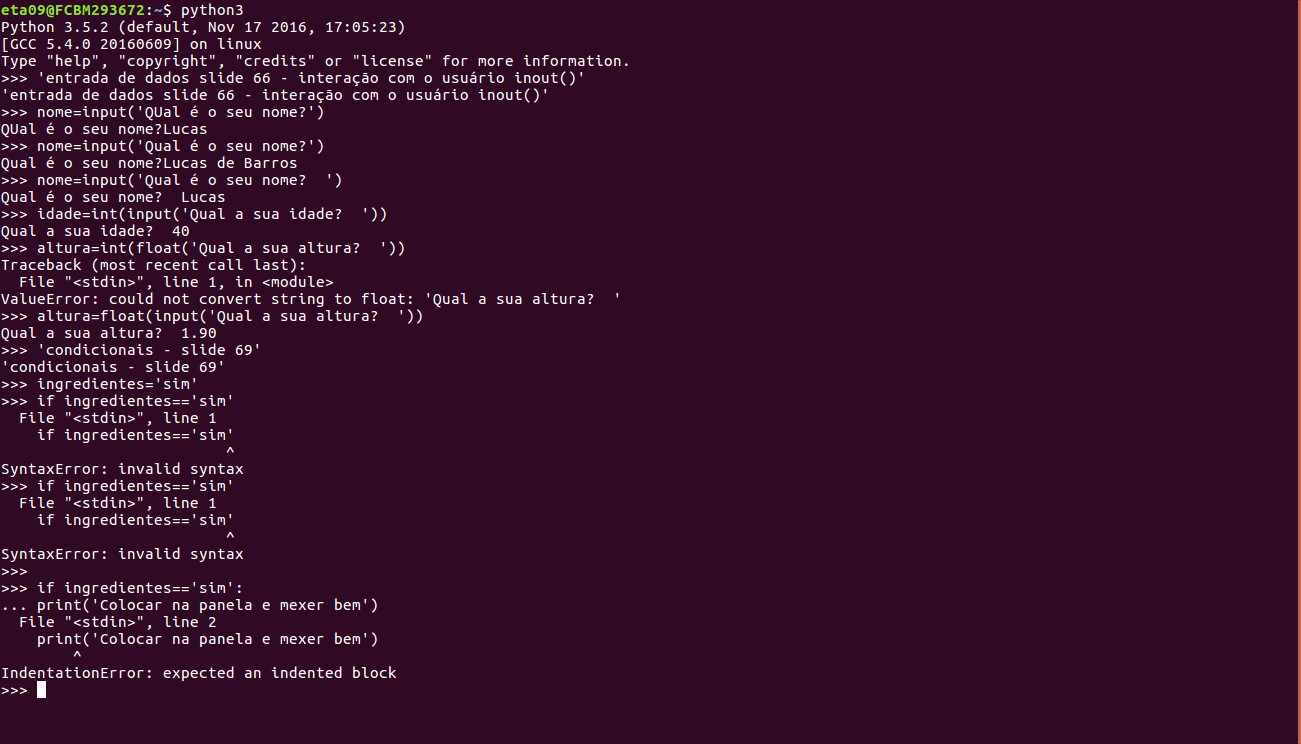 eta09@FCBM293672:~$ python3
Python 3.5.2 (default, Nov 17 2016, 17:05:23)
[GCC 5.4.0 20160609] on linux
Type "help", "copyright", "credits" or "license" for more information.
>>> 'entrada de dados slide 66 - interação com o usuário inout()'
'entrada de dados slide 66 - interação com o usuário inout()'
>>> nome=input('QUal é o seu nome?')
QUal é o seu nome?Lucas
>>> nome=input('Qual é o seu nome?')
Qual é o seu nome?Lucas de Barros
>>> nome=input('Qual é o seu nome?  ')
Qual é o seu nome?  Lucas
>>> idade=int(input('Qual a sua idade?  '))
Qual a sua idade?  40
>>> altura=int(float('Qual a sua altura?  '))
Traceback (most recent call last):
  File "<stdin>", line 1, in <module>
ValueError: could not convert string to float: 'Qual a sua altura?  '
>>> altura=float(input('Qual a sua altura?  '))
Qual a sua altura?  1.90
>>> 'condicionais - slide 69'
'condicionais - slide 69'
>>> ingredientes='sim'
>>> if ingredientes=='sim'
  File "<stdin>", line 1
    if ingredientes=='sim'
                         ^
SyntaxError: invalid syntax
>>> if ingredientes=='sim'
  File "<stdin>", line 1
    if ingredientes=='sim'
                         ^
SyntaxError: invalid syntax
>>>
>>> if ingredientes=='sim':
... print('Colocar na panela e mexer bem')
  File "<stdin>", line 2
    print('Colocar na panela e mexer bem')
        ^
IndentationError: expected an indented block
>>>